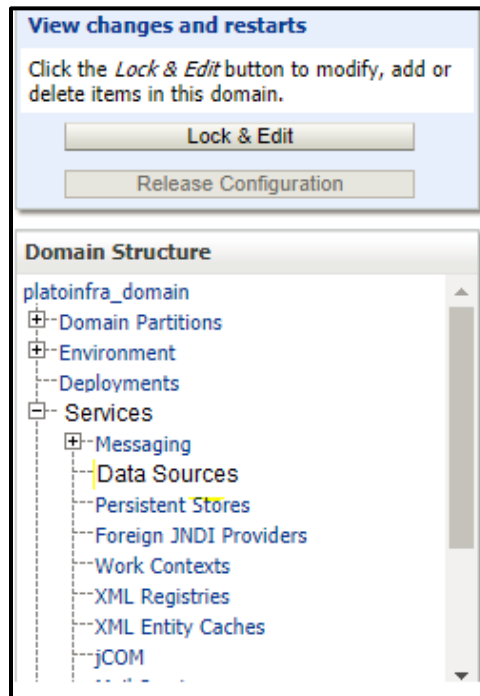 View changes and restarts
Click the Lock & Edit button to modify, add or
delete items in this domain.
Lock & Edit
Release Configuration
Domain Structure
platoinfra_domain
Domain Partitions
Environment
Deployments
Services
Messaging
Data Sources
Persistent Stores
Foreign JNDI Providers
Work Contexts
XML Registries
XML Entity Caches
jCOM